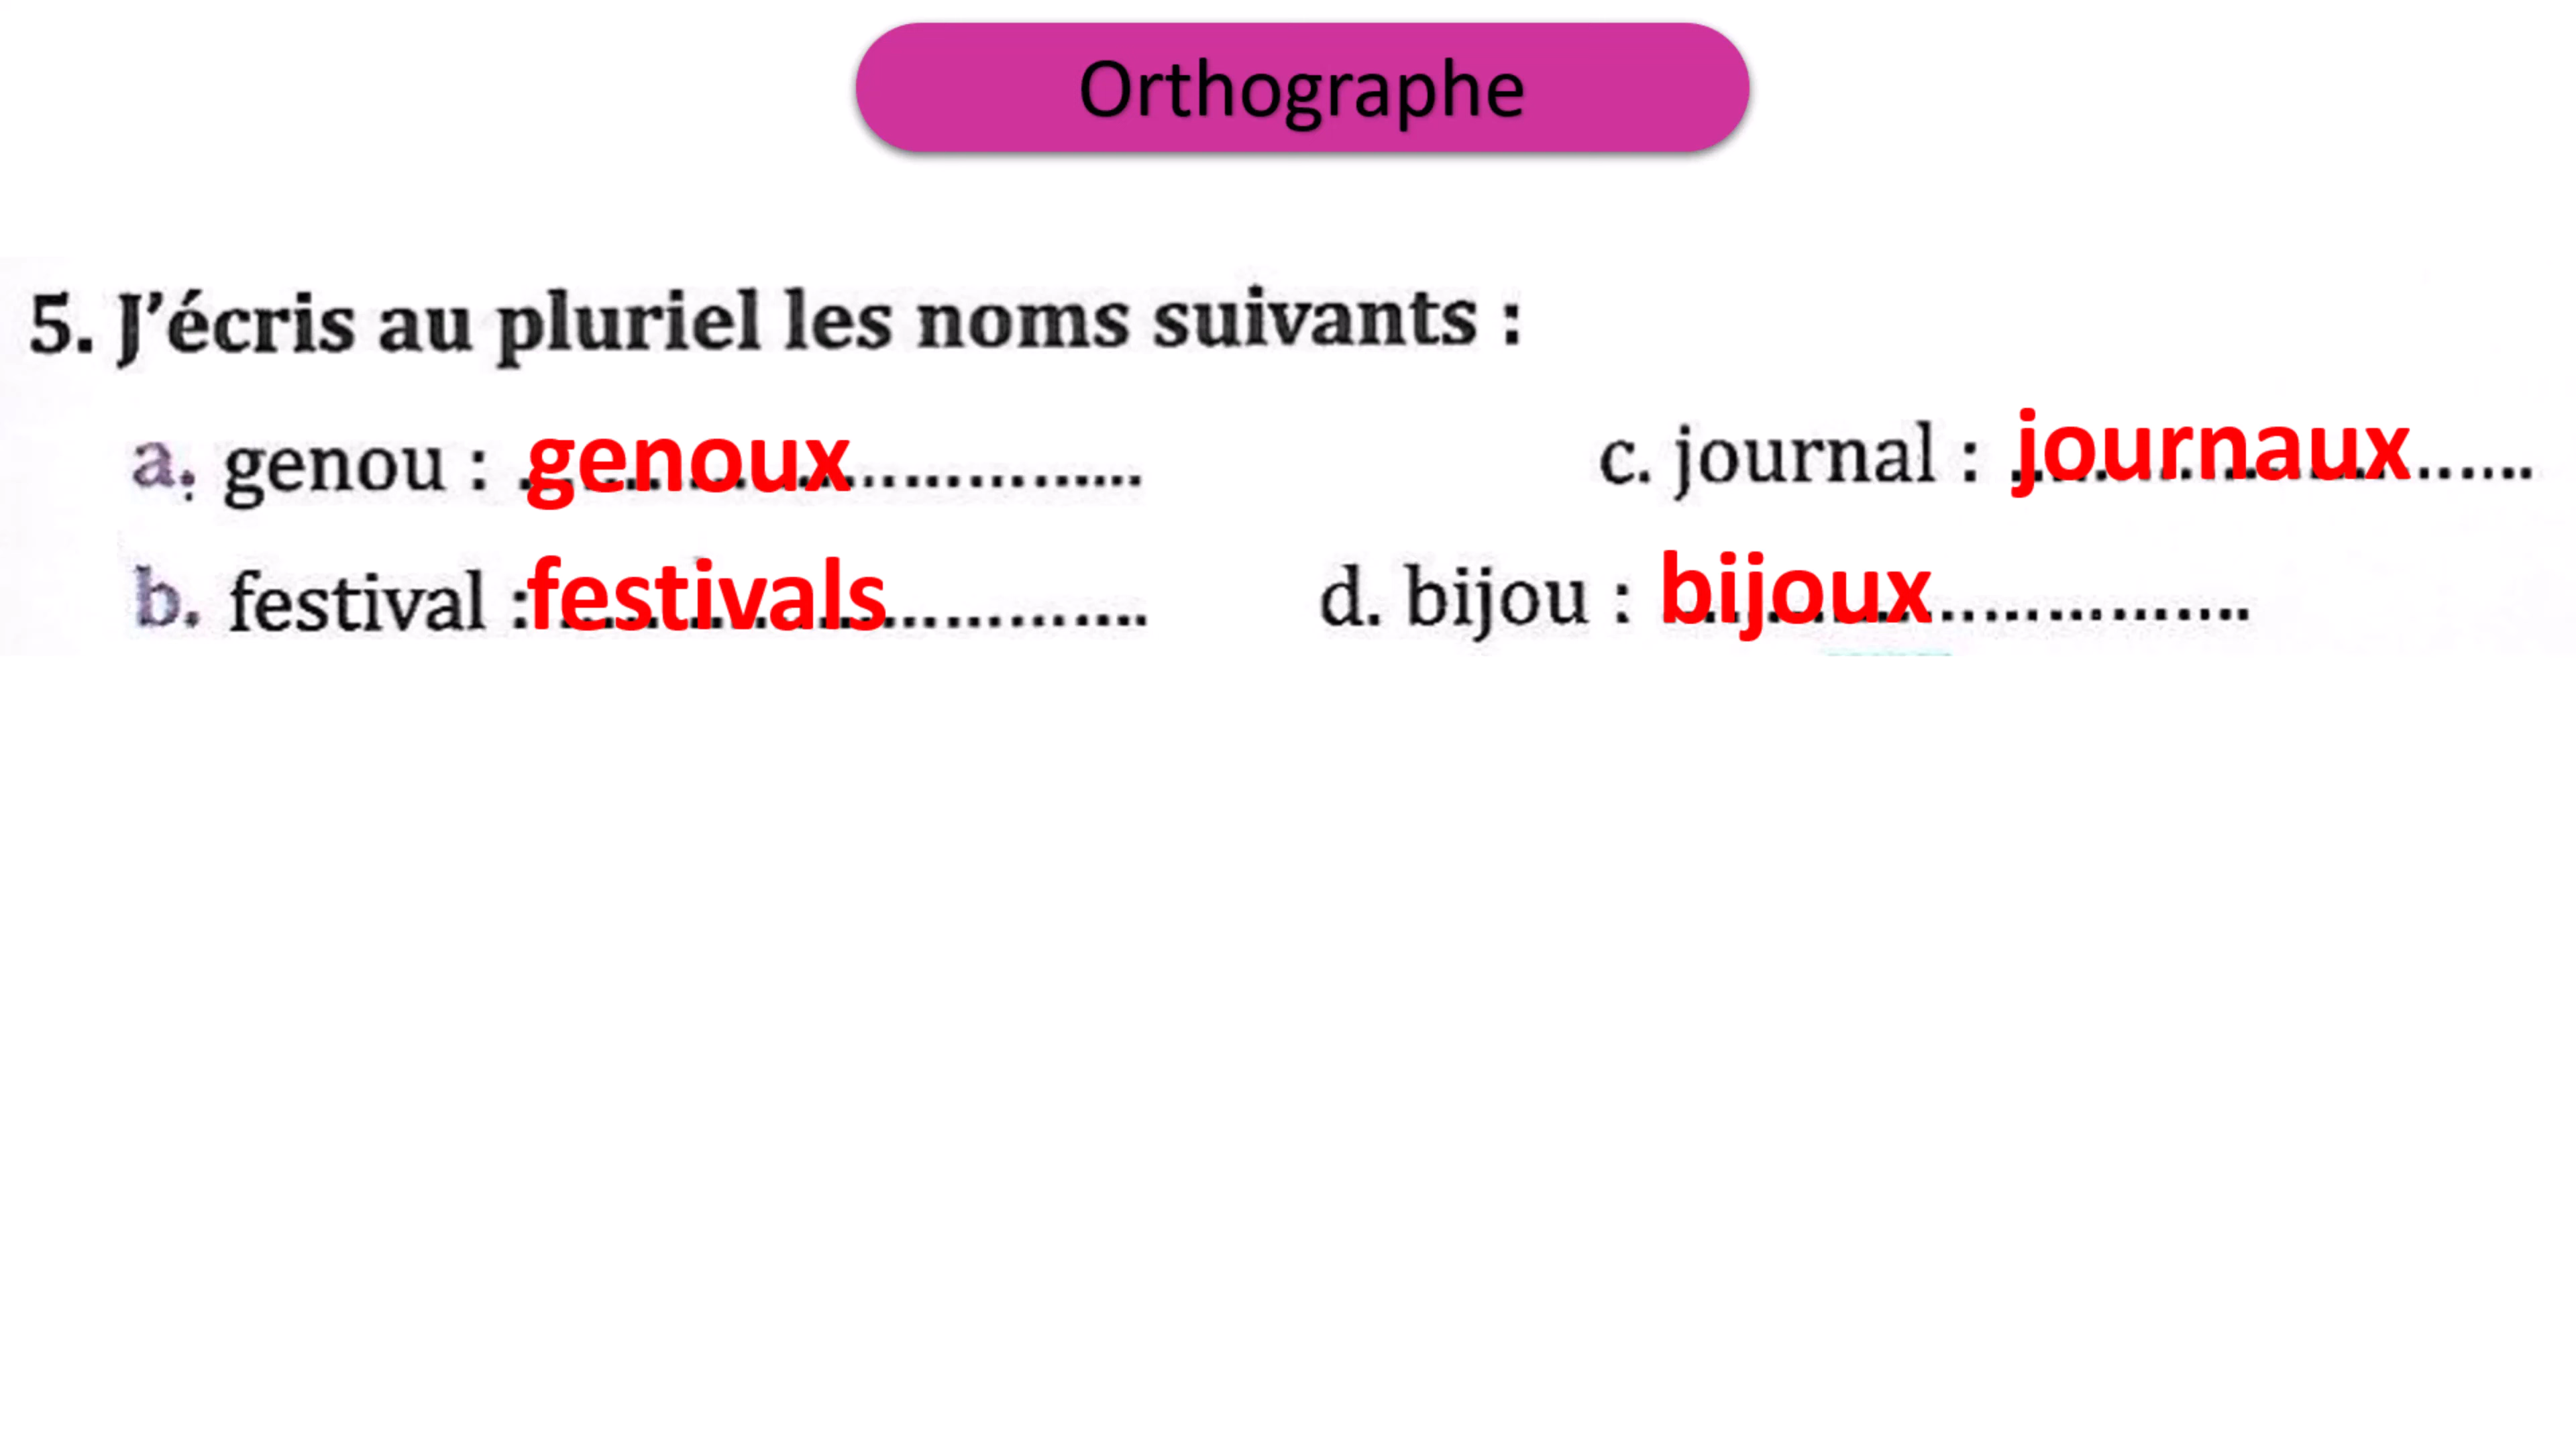 Orthographe
5. J'écris au pluriel les noms suivants :
a. genou : genoux.................... c. journal : journaux........
b. festival :festivals.................... d. bijou : bijoux....................